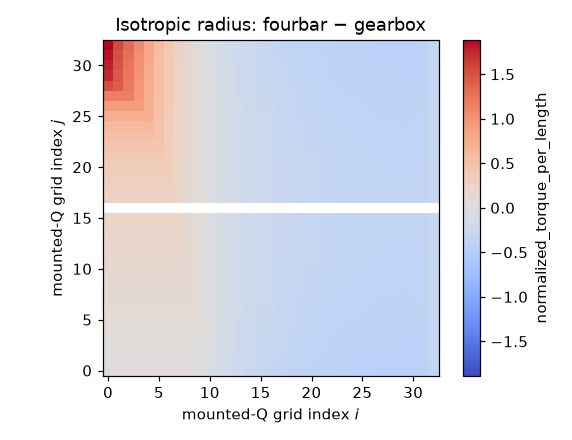 Isotropic radius: fourbar − gearbox
mounted-Q grid index j
30
25
20
15
10
5
0
0 5 10 15 20 25 30
mounted-Q grid index i
1.5
1.0
0.5
0.0
−0.5
−1.0
−1.5
normalized_torque_per_length